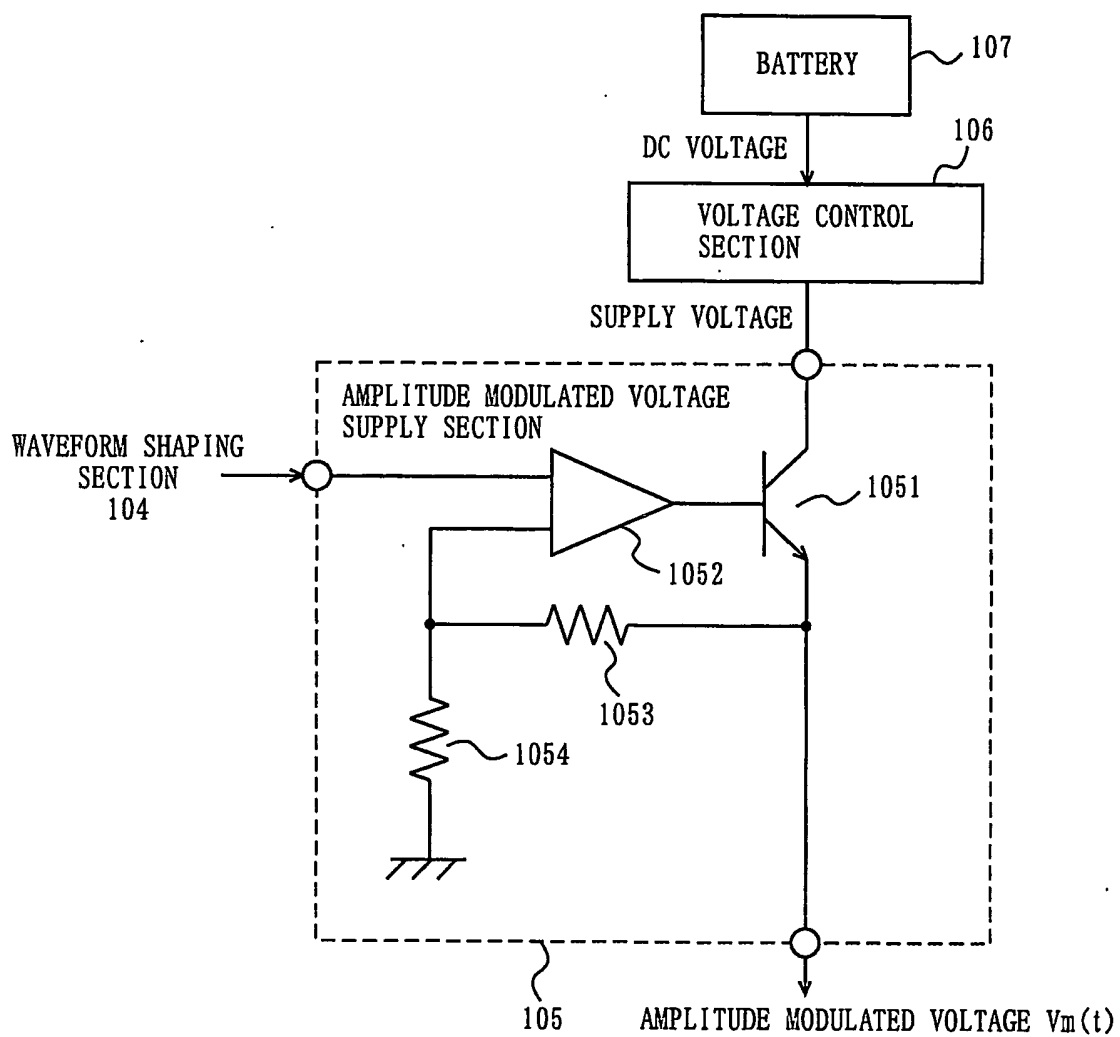 BATTERY
107
DC VOLTAGE
106
VOLTAGE CONTROL
SECTION
SUPPLY VOLTAGE
AMPLITUDE MODULATED VOLTAGE
SUPPLY SECTION
WAVEFORM SHAPING
SECTION
104
1051
1052
1053
1054
105
AMPLITUDE MODULATED VOLTAGE Vm(t)